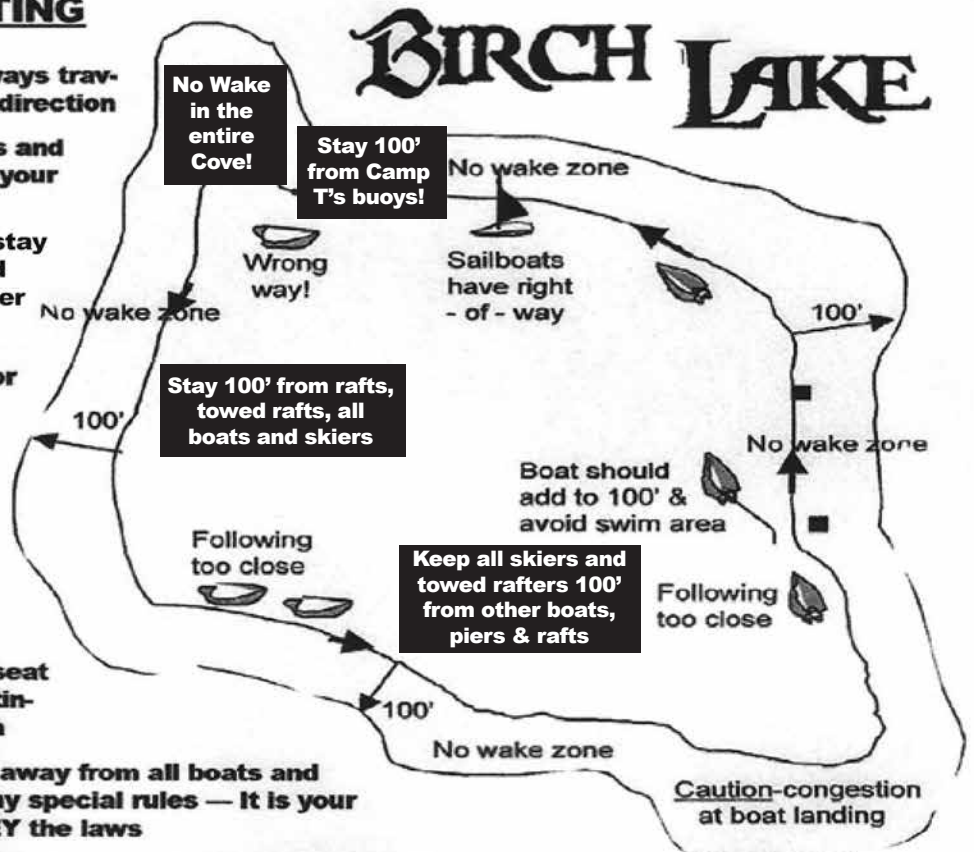 TING
BIRCH
LAKE
ways trav-
direction
s and
your
stay
d
er
or
seat
tin-
n
away from all boats and
ny special rules — It is your
EY the laws
No Wake
in the
entire
Cove!
Stay 100’
from Camp
T’s buoys!
No wake zone
Wrong
way!
Sailboats
have right
- of - way
100'
No wake zone
Stay 100’ from rafts,
towed rafts, all
boats and skiers
100'
No wake zone
Boat should
add to 100' &
avoid swim area
Following
too close
Keep all skiers and
towed rafters 100’
from other boats,
piers & rafts
Following
too close
100'
No wake zone
Caution-congestion
at boat landing